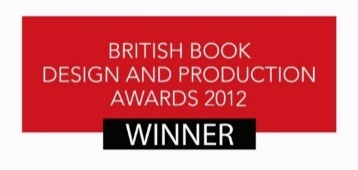 BRITISH BOOK
DESIGN AND PRODUCTION
AWARDS 2012
WINNER